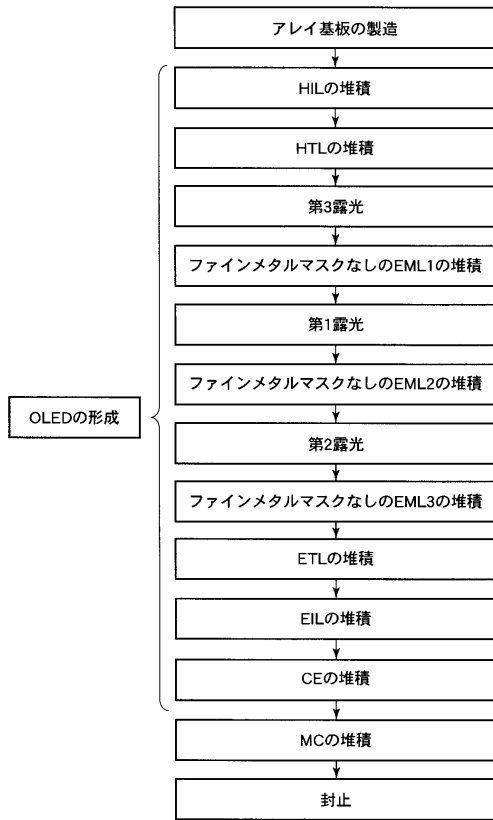 アレイ基板の製造
HILの堆積
HTLの堆積
第3露光
ファインメタルマスクなしのEML1の堆積
第1露光
ファインメタルマスクなしのEML2の堆積
OLEDの形成
第2露光
ファインメタルマスクなしのEML3の堆積
ETLの堆積
EILの堆積
CEの堆積
MCの堆積
封止